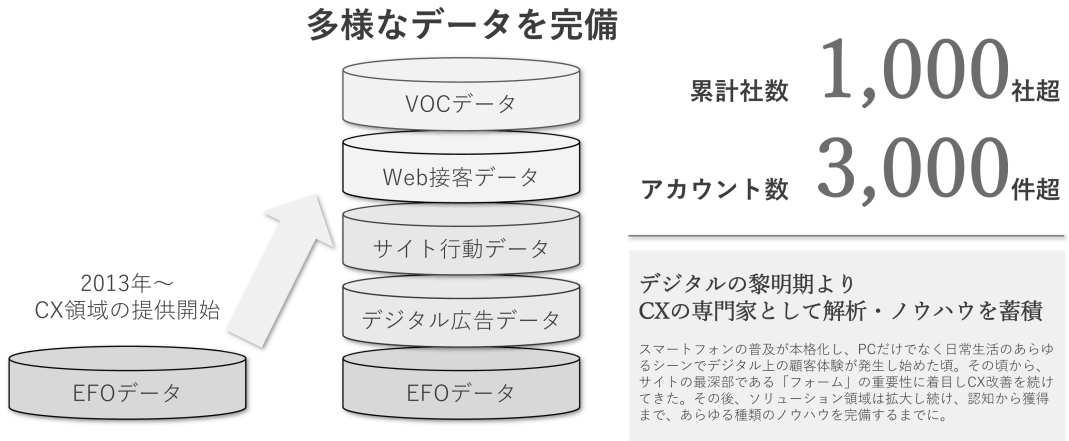 多様なデータを完備
VOCデータ
Web接客データ
サイト行動データ
デジタル広告データ
EFOデータ
2013年〜
CX領域の提供開始
EFOデータ
累計社数 1,000社超
アカウント数 3,000件超
デジタルの黎明期より
CXの専門家として解析・ノウハウを蓄積
スマートフォンの普及が本格化し、PCだけでなく日常生活のあらゆ
るシーンでデジタル上の顧客体験が発生し始めた頃。その頃から、
サイトの最深部である「フォーム」の重要性に着目しCX改善を続け
てきた。その後、ソリューション領域は拡大し続け、認知から獲得
まで、あらゆる種類のノウハウを完備するまでに。